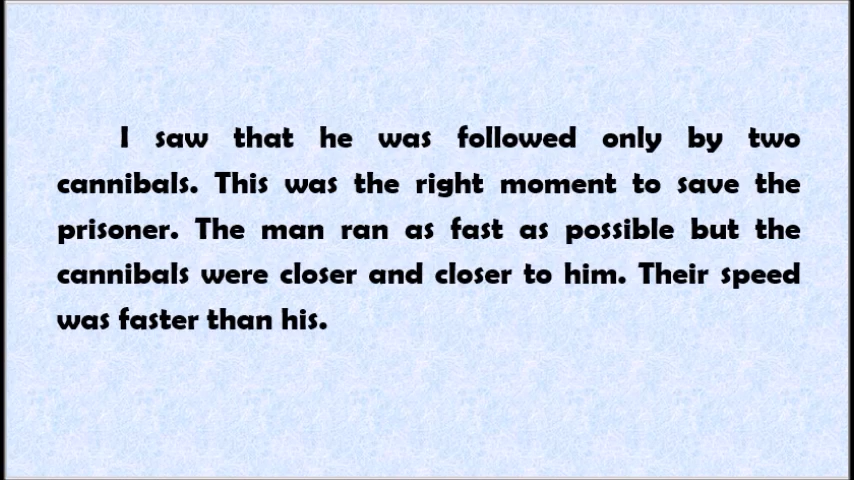 I saw that he was followed only by two
cannibals. This was the right moment to save the
prisoner. The man ran as fast as possible but the
cannibals were closer and closer to him. Their speed
was faster than his.